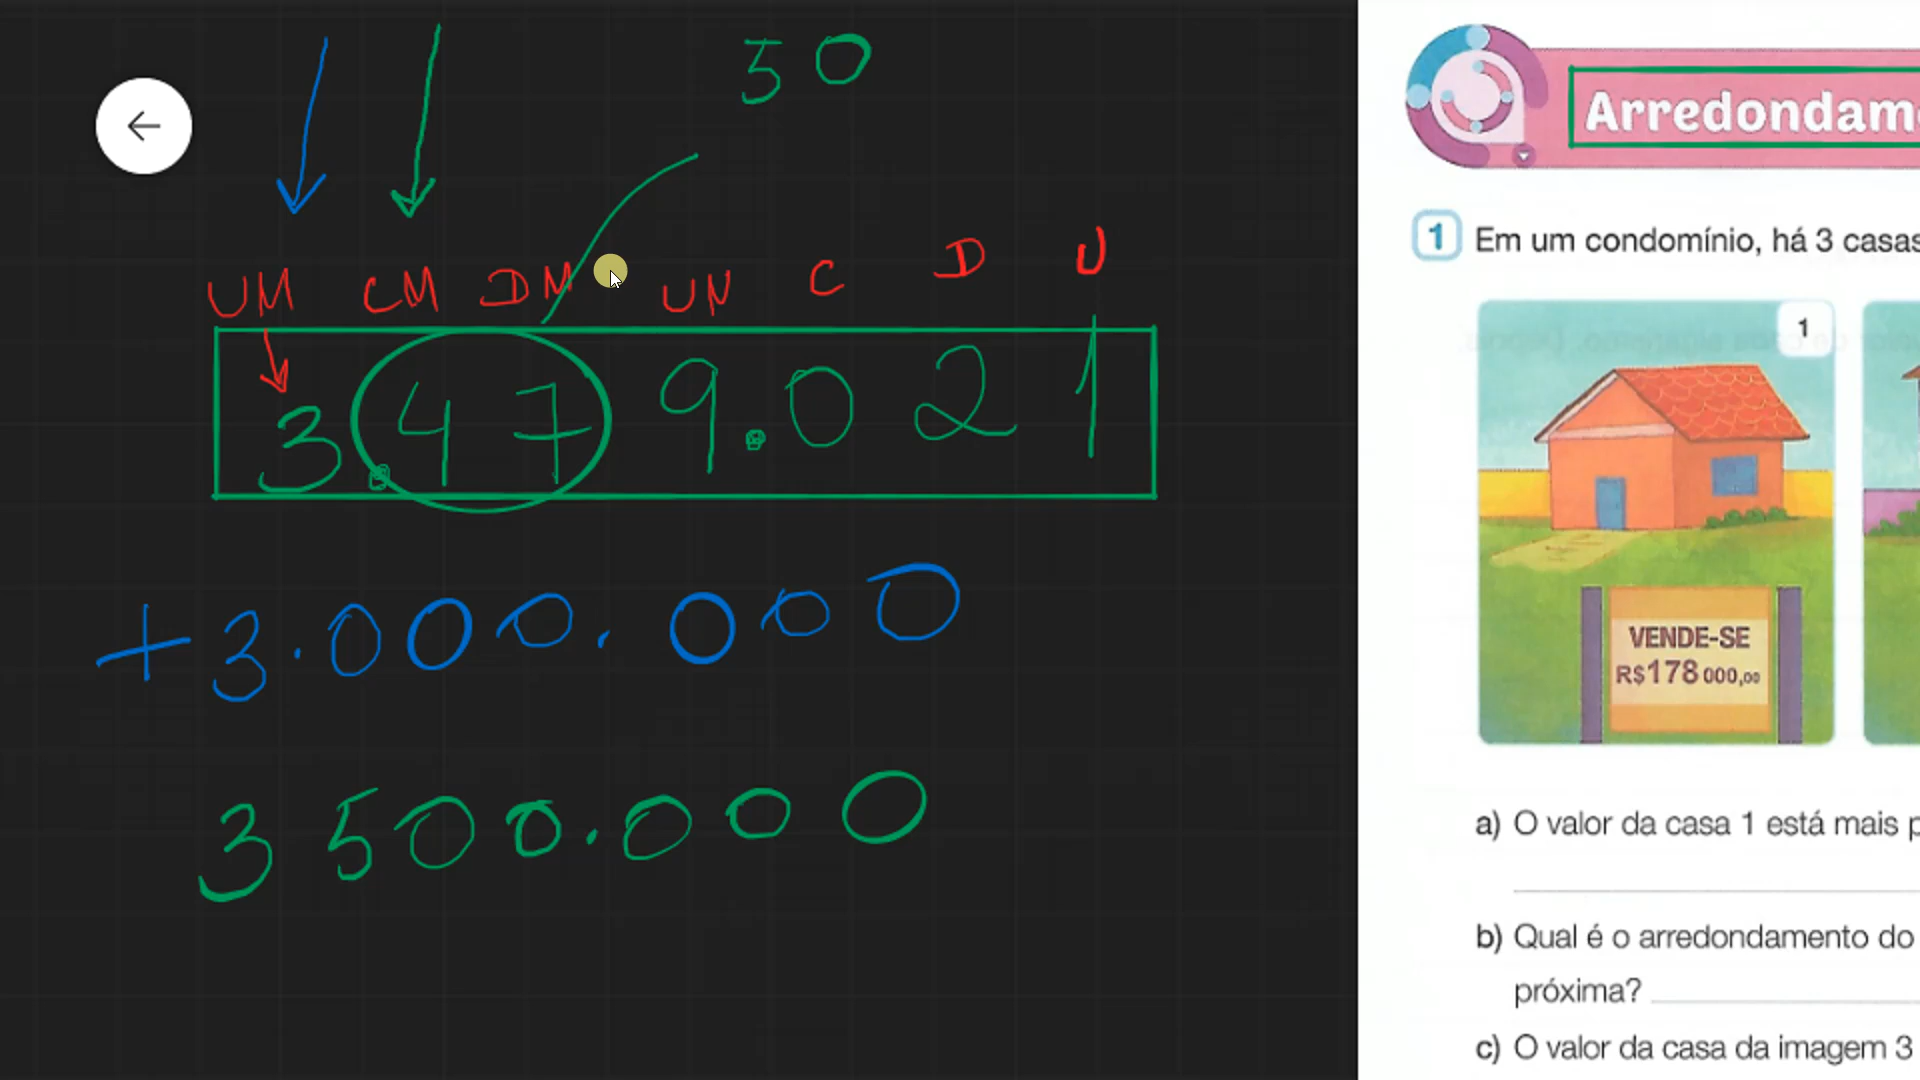 50
UM CM DM UN C D U
3.479.021
+3.000.000
3500.000
Arredondam
1 Em um condomínio, há 3 casas
1
VENDE-SE
R$178 000,00
a) O valor da casa 1 está mais p
b) Qual é o arredondamento do
próxima?
c) O valor da casa da imagem 3